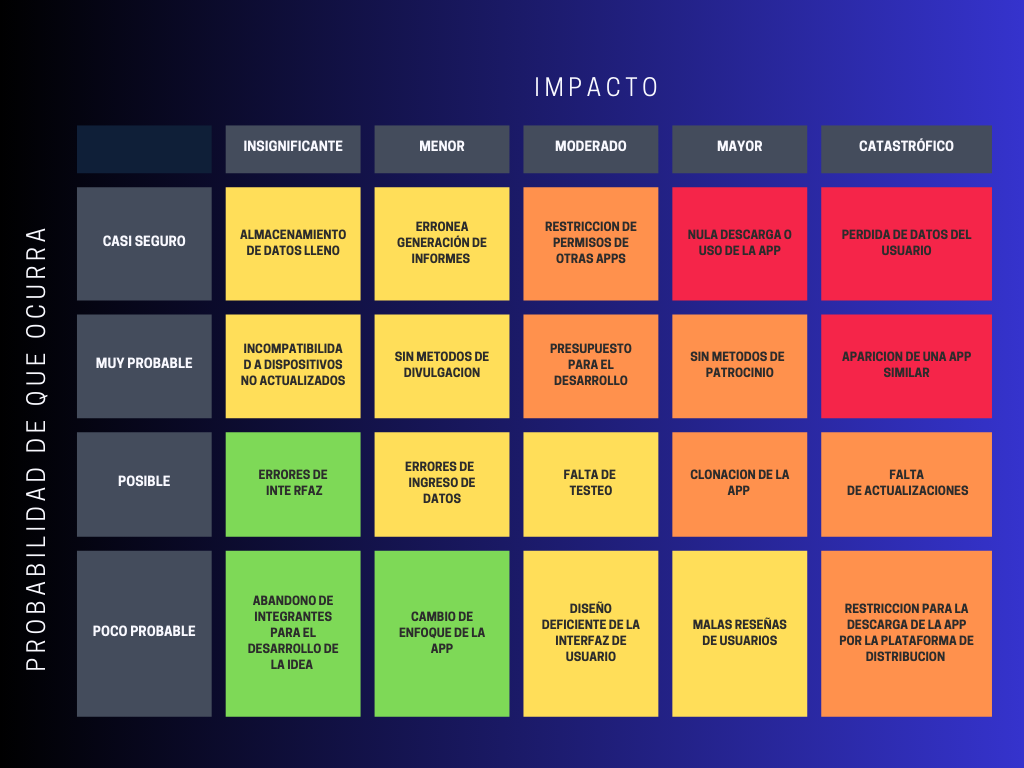 IMPACTO
INSIGNIFICANTE
MENOR
MODERADO
MAYOR
CATASTRÓFICO
PROBABILIDAD DE QUE OCURRA
CASI SEGURO
ALMACENAMIENTO
DE DATOS LLENO
ERRONEA
GENERACIÓN DE
INFORMES
RESTRICCION DE
PERMISOS DE
OTRAS APPS
NULA DESCARGA O
USO DE LA APP
PERDIDA DE DATOS DEL
USUARIO
MUY PROBABLE
INCOMPATIBILIDA
D A DISPOSITIVOS
NO ACTUALIZADOS
SIN METODOS DE
DIVULGACION
PRESUPUESTO
PARA EL
DESARROLLO
SIN METODOS DE
PATROCINIO
APARICION DE UNA APP
SIMILAR
POSIBLE
ERRORES DE
INTE RFAZ
ERRORES DE
INGRESO DE
DATOS
FALTA DE
TESTEO
CLONACION DE LA
APP
FALTA
DE ACTUALIZACIONES
POCO PROBABLE
ABANDONO DE
INTEGRANTES
PARA EL
DESARROLLO DE
LA IDEA
CAMBIO DE
ENFOQUE DE LA
APP
DISEÑO
DEFICIENTE DE LA
INTERFAZ DE
USUARIO
MALAS RESEÑAS
DE USUARIOS
RESTRICCION PARA LA
DESCARGA DE LA APP
POR LA PLATAFORMA DE
DISTRIBUCION